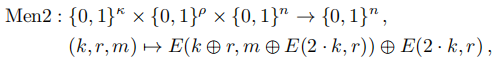 Men2 : {0, 1}^κ × {0, 1}^ρ × {0, 1}^n → {0, 1}^n ,
(k, r, m) ↦ E(k ⊕ r, m ⊕ E(2 · k, r)) ⊕ E(2 · k, r) ,